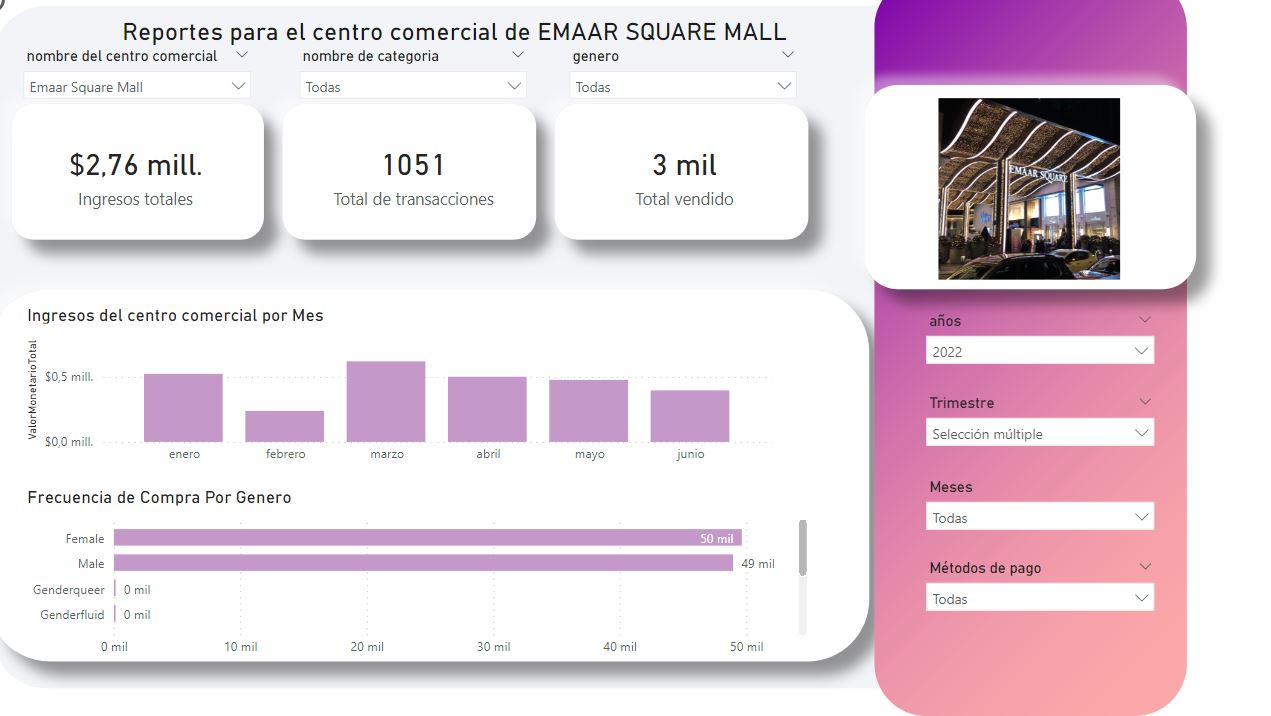 Reportes para el centro comercial de EMAAR SQUARE MALL
nombre del centro comercial
Emaar Square Mall
nombre de categoria
Todas
genero
Todas
$2,76 mill.
Ingresos totales
1051
Total de transacciones
3 mil
Total vendido
EMAAR SQUARE
Ingresos del centro comercial por Mes
ValorMonetarioTotal
$0,5 mill.
$0,0 mill.
enero febrero marzo abril mayo junio
Frecuencia de Compra Por Genero
Female 50 mil
Male 49 mil
Genderqueer 0 mil
Genderfluid 0 mil
0 mil 10 mil 20 mil 30 mil 40 mil 50 mil
años
2022
Trimestre
Selección múltiple
Meses
Todas
Métodos de pago
Todas